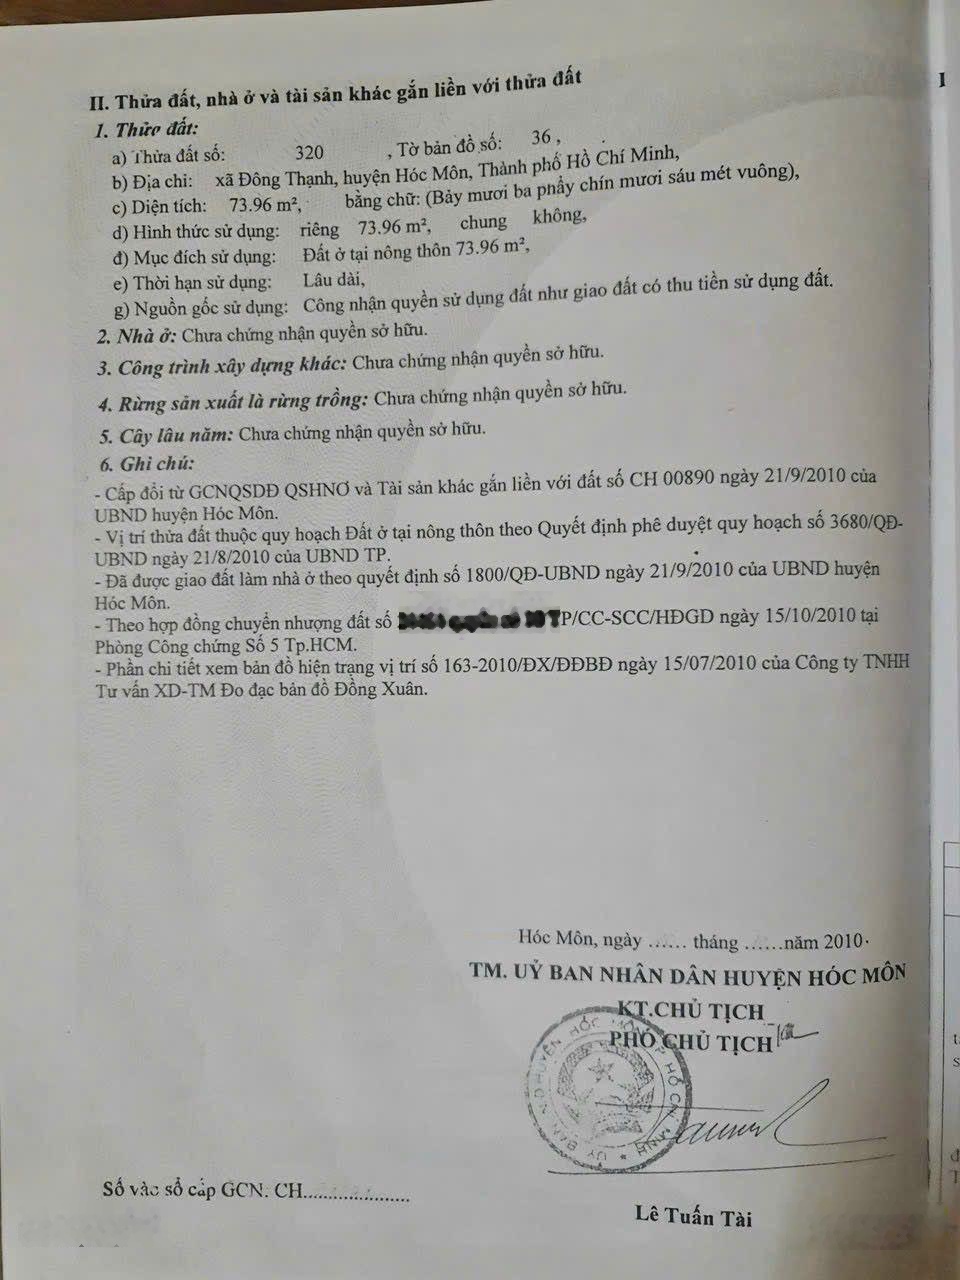 II. Thửa đất, nhà ở và tài sản khác gắn liền với thửa đất
1. Thửa đất:
a) Thửa đất số: 320 , Tờ bản đồ số: 36 ,
b) Địa chỉ: xã Đông Thạnh, huyện Hóc Môn, Thành phố Hồ Chí Minh,
c) Diện tích: 73.96 m², bằng chữ: (Bảy mươi ba phẩy chín mươi sáu mét vuông),
d) Hình thức sử dụng: riêng 73.96 m², chung không,
đ) Mục đích sử dụng: Đất ở tại nông thôn 73.96 m²,
e) Thời hạn sử dụng: Lâu dài,
g) Nguồn gốc sử dụng: Công nhận quyền sử dụng đất như giao đất có thu tiền sử dụng đất.
2. Nhà ở: Chưa chứng nhận quyền sở hữu.
3. Công trình xây dựng khác: Chưa chứng nhận quyền sở hữu.
4. Rừng sản xuất là rừng trồng: Chưa chứng nhận quyền sở hữu.
5. Cây lâu năm: Chưa chứng nhận quyền sở hữu.
6. Ghi chú:
- Cấp đổi từ GCNQSDĐ QSHNƠ và Tài sản khác gắn liền với đất số CH 00890 ngày 21/9/2010 của
UBND huyện Hóc Môn.
- Vị trí thửa đất thuộc quy hoạch Đất ở tại nông thôn theo Quyết định phê duyệt quy hoạch số 3680/QĐ-
UBND ngày 21/8/2010 của UBND TP.
- Đã được giao đất làm nhà ở theo quyết định số 1800/QĐ-UBND ngày 21/9/2010 của UBND huyện
Hóc Môn.
- Theo hợp đồng chuyển nhượng đất số TP/CC-SCC/HĐGD ngày 15/10/2010 tại
Phòng Công chứng Số 5 Tp.HCM.
- Phần chi tiết xem bản đồ hiện trạng vị trí số 163-2010/ĐX/ĐĐBĐ ngày 15/07/2010 của Công ty TNHH
Tư vấn XD-TM Đo đạc bản đồ Đồng Xuân.
Hóc Môn, ngày ...... tháng ......năm 2010.
TM. UỶ BAN NHÂN DÂN HUYỆN HÓC MÔN
KT.CHỦ TỊCH
PHÓ CHỦ TỊCH
ỦY BAN N.D HUYỆN HÓC MÔN T.P HỒ CHÍ MINH
Số vào sổ cấp GCN: CH....................
Lê Tuấn Tài